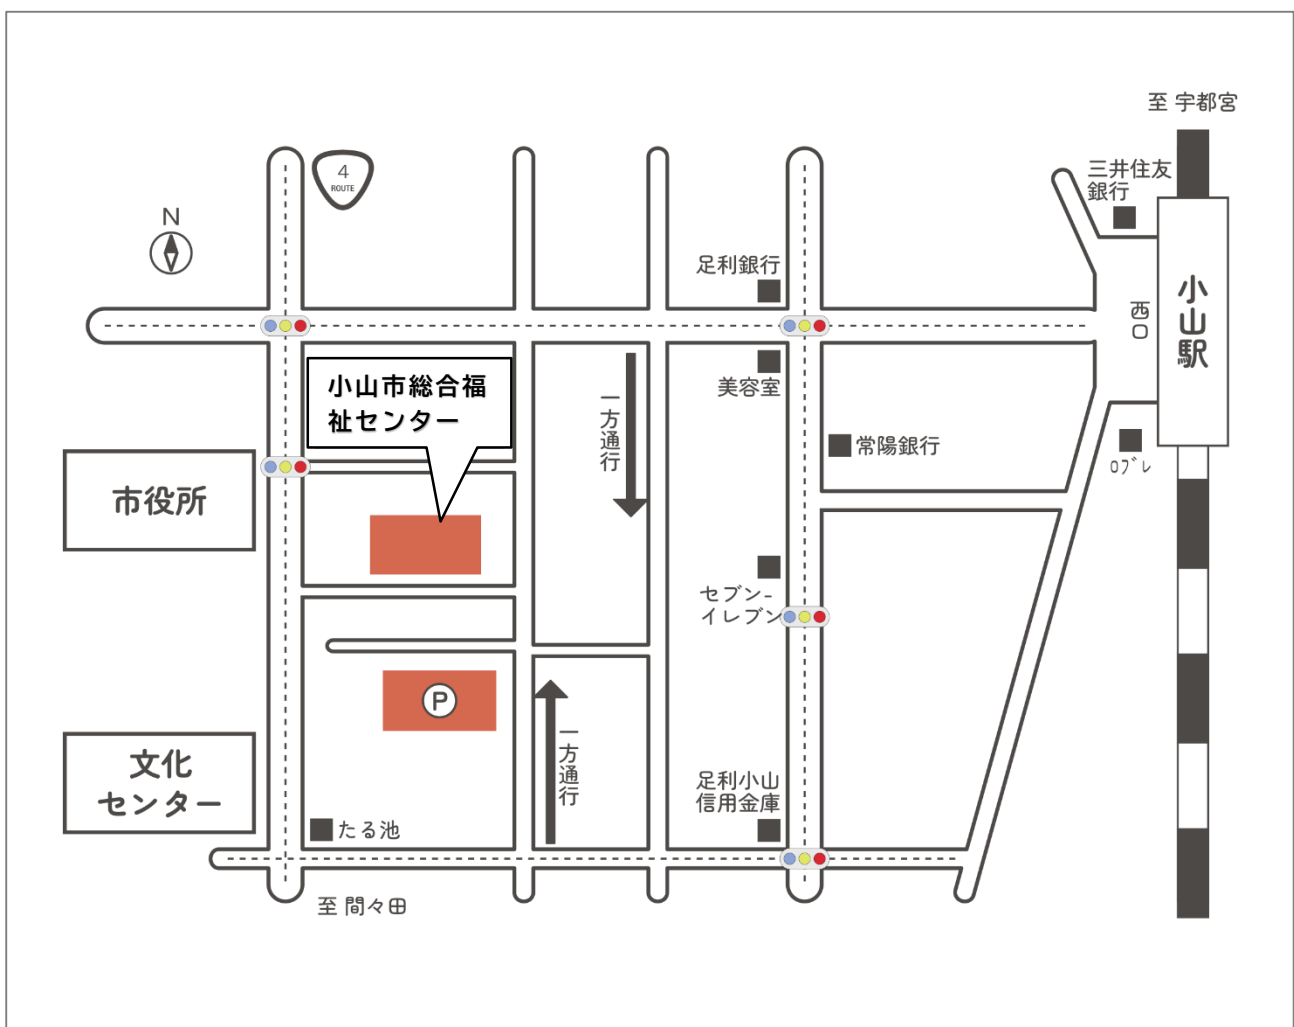 至 宇都宮
4
ROUTE
三井住友
銀行
N
足利銀行
小山駅
西口
美容室
小山市総合福
祉センター
一方通行
常陽銀行
ロブレ
市役所
セブン-
イレブン
P
一方通行
文化
センター
足利小山
信用金庫
たる池
至 間々田